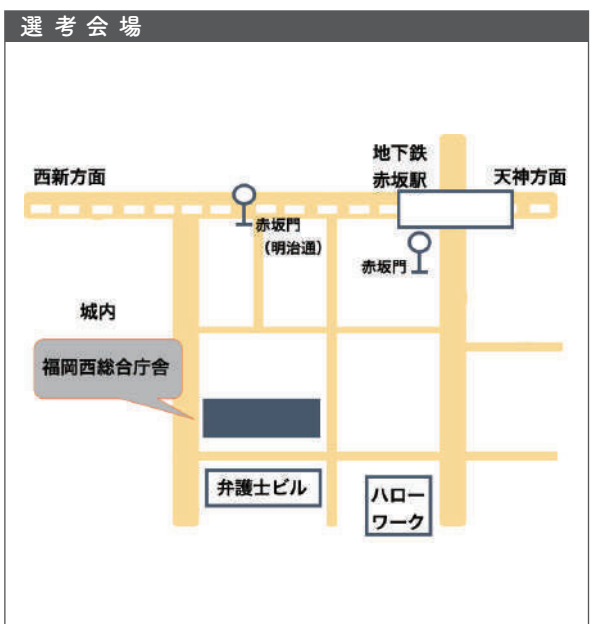 選考会場
地下鉄
赤坂駅
西新方面
天神方面
赤坂門
（明治通）
赤坂門
城内
福岡西総合庁舎
弁護士ビル
ハロー
ワーク